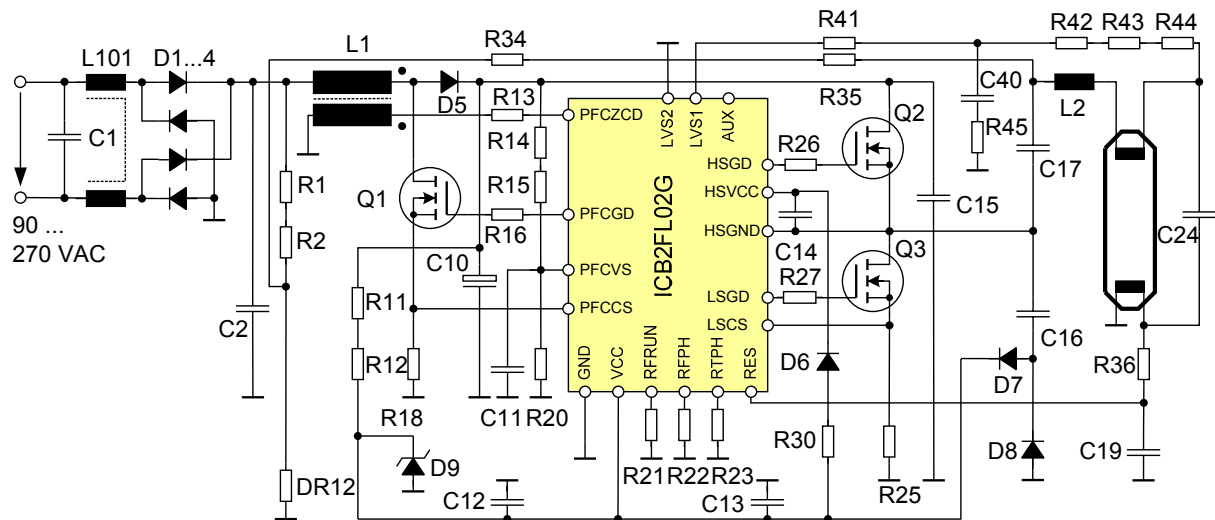 R41
R42 R43 R44
L1
R34
L101 D1...4
C40
L2
D5
R13
R35
Q2
C1
PFCZCD
LVS2
LVS1
AUX
R14
R45
R26
HSGD
C17
R1
R15
Q1
HSVCC
PFCGD
C15
R16
C14
HSGND
90 ...
270 VAC
R2
C10
ICB2FL02G
Q3
C24
PFCVS
R27
LSGD
R11
PFCCS
LSCS
C2
C16
R12
GND
VCC
RFRUN
RFPH
RTPH
RES
D6
D7
R36
R18
C11
R20
R30
D8
C19
D9
R21
R22
R23
R25
DR12
C12
C13